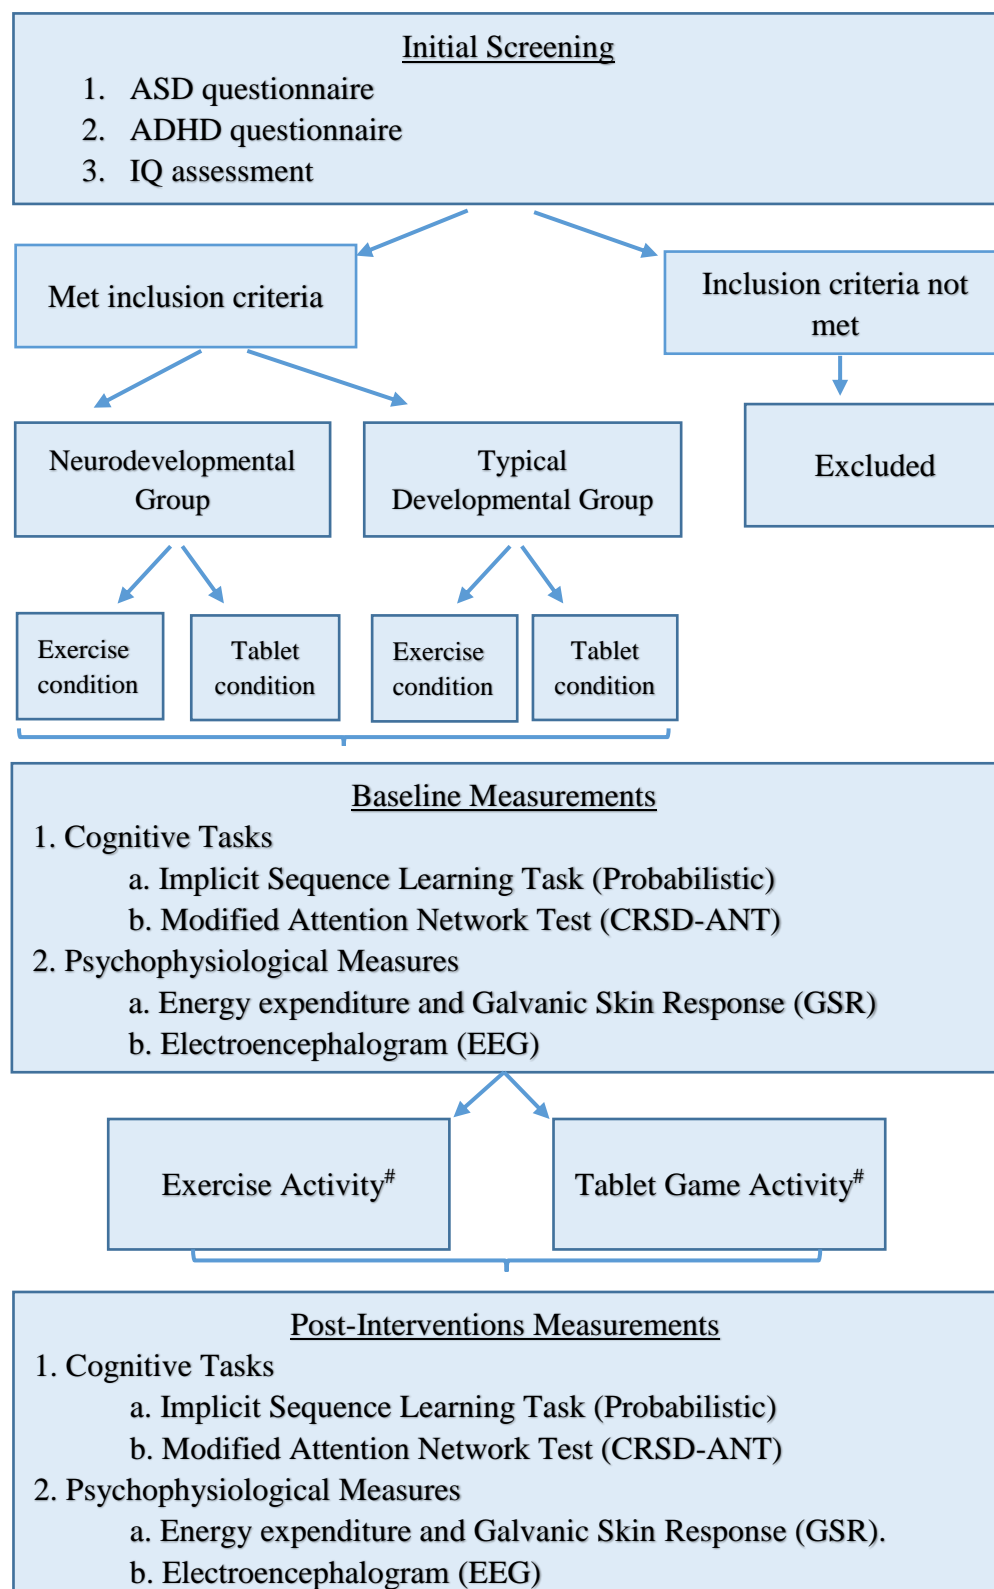 Initial Screening
1. ASD questionnaire
2. ADHD questionnaire
3. IQ assessment
Met inclusion criteria
Inclusion criteria not
met
Neurodevelopmental
Group
Typical
Developmental Group
Excluded
Exercise
condition
Tablet
condition
Exercise
condition
Tablet
condition
Baseline Measurements
1. Cognitive Tasks
a. Implicit Sequence Learning Task (Probabilistic)
b. Modified Attention Network Test (CRSD-ANT)
2. Psychophysiological Measures
a. Energy expenditure and Galvanic Skin Response (GSR)
b. Electroencephalogram (EEG)
Exercise Activity#
Tablet Game Activity#
Post-Interventions Measurements
1. Cognitive Tasks
a. Implicit Sequence Learning Task (Probabilistic)
b. Modified Attention Network Test (CRSD-ANT)
2. Psychophysiological Measures
a. Energy expenditure and Galvanic Skin Response (GSR).
b. Electroencephalogram (EEG)